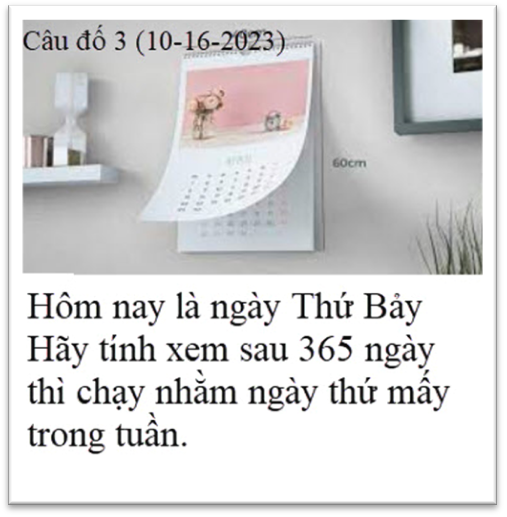 Câu đố 3 (10-16-2023)
60cm
Hôm nay là ngày Thứ Bảy
Hãy tính xem sau 365 ngày
thì chạy nhằm ngày thứ mấy
trong tuần.